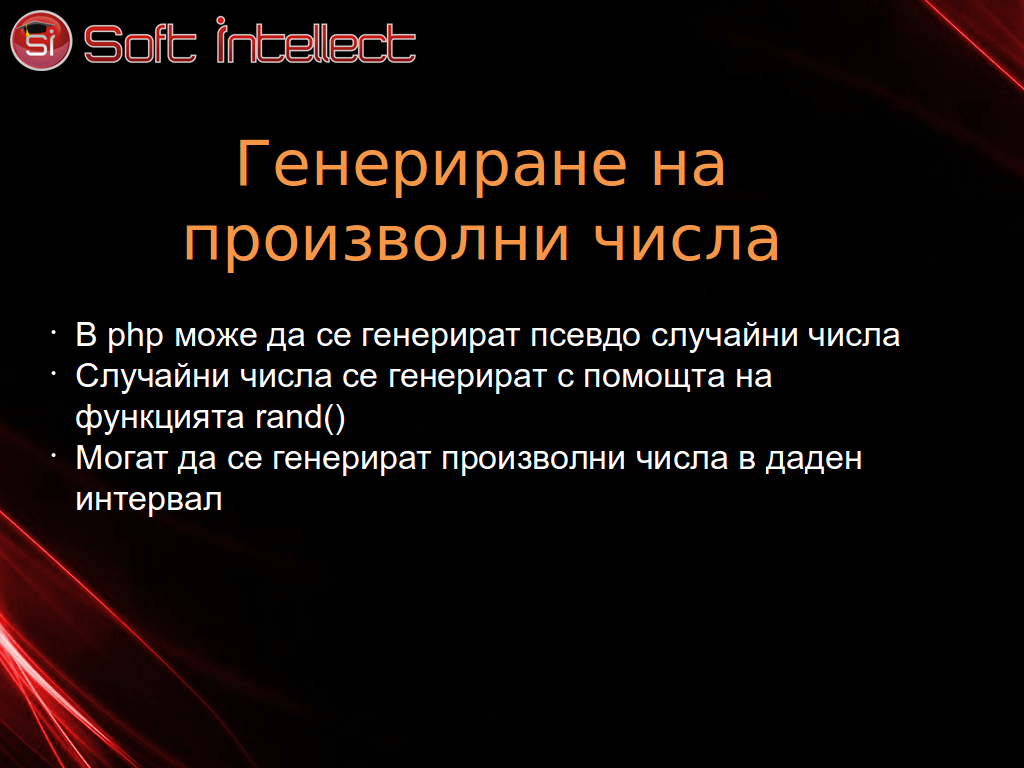 Si Soft intellect
Генериране на
произволни числа
· В php може да се генерират псевдо случайни числа
· Случайни числа се генерират с помощта на
функцията rand()
· Могат да се генерират произволни числа в даден
интервал